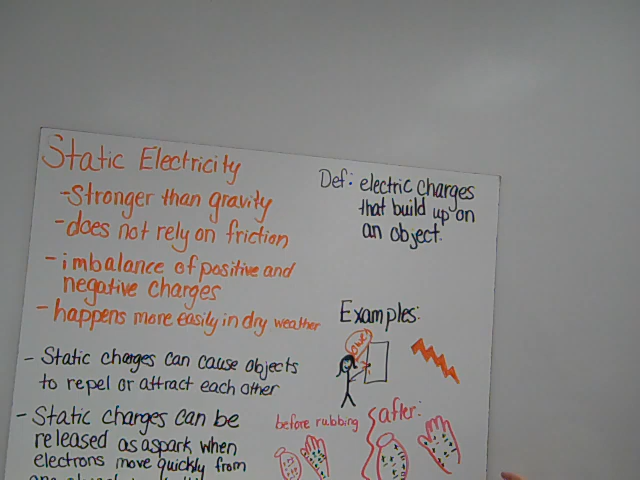 Static Electricity
-Stronger than gravity
-does not rely on friction
-imbalance of positive and
negative charges
-happens more easily in dry weather
- Static charges can cause objects
to repel or attract each other
- Static charges can be
released as a spark when
electrons move quickly from
Def: electric charges
that build up on
an object.
Examples:
before rubbing
after: